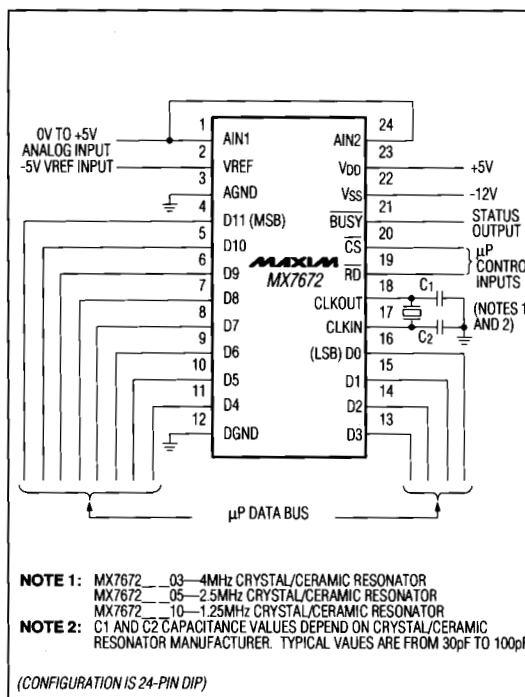 0V TO +5V
ANALOG INPUT
-5V VREF INPUT
1
2
3
4
5
6
7
8
9
10
11
12
AIN1
VREF
AGND
D11 (MSB)
D10
D9
D8
D7
D6
D5
D4
DGND
MAXIM
MX7672
AIN2
VDD
VSS
BUSY
CS
RD
CLKOUT
CLKIN
(LSB) D0
D1
D2
D3
24
23
22
21
20
19
18
17
16
15
14
13
+5V
-12V
STATUS
OUTPUT
µP
CONTRO
INPUTS
C1
C2
(NOTES 1
AND 2)
µP DATA BUS
NOTE 1: MX7672_ _03—4MHz CRYSTAL/CERAMIC RESONATOR
MX7672_ _05—2.5MHz CRYSTAL/CERAMIC RESONATOR
MX7672_ _10—1.25MHz CRYSTAL/CERAMIC RESONATOR
NOTE 2: C1 AND C2 CAPACITANCE VALUES DEPEND ON CRYSTAL/CERAMIC
RESONATOR MANUFACTURER. TYPICAL VAUES ARE FROM 30pF TO 100pF
(CONFIGURATION IS 24-PIN DIP)